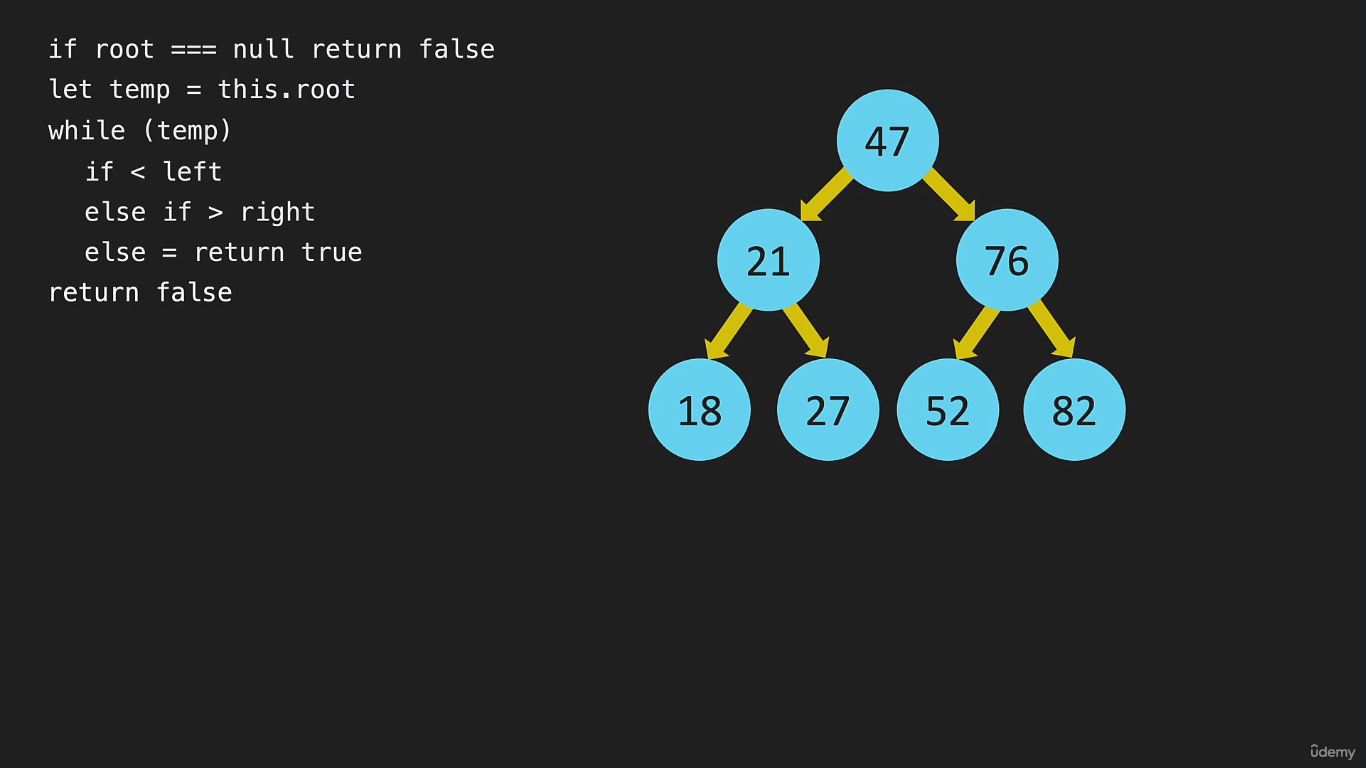 if root === null return false
let temp = this.root
while (temp)
if < left
else if > right
else = return true
return false
47
21
76
18
27
52
82
ûdemy